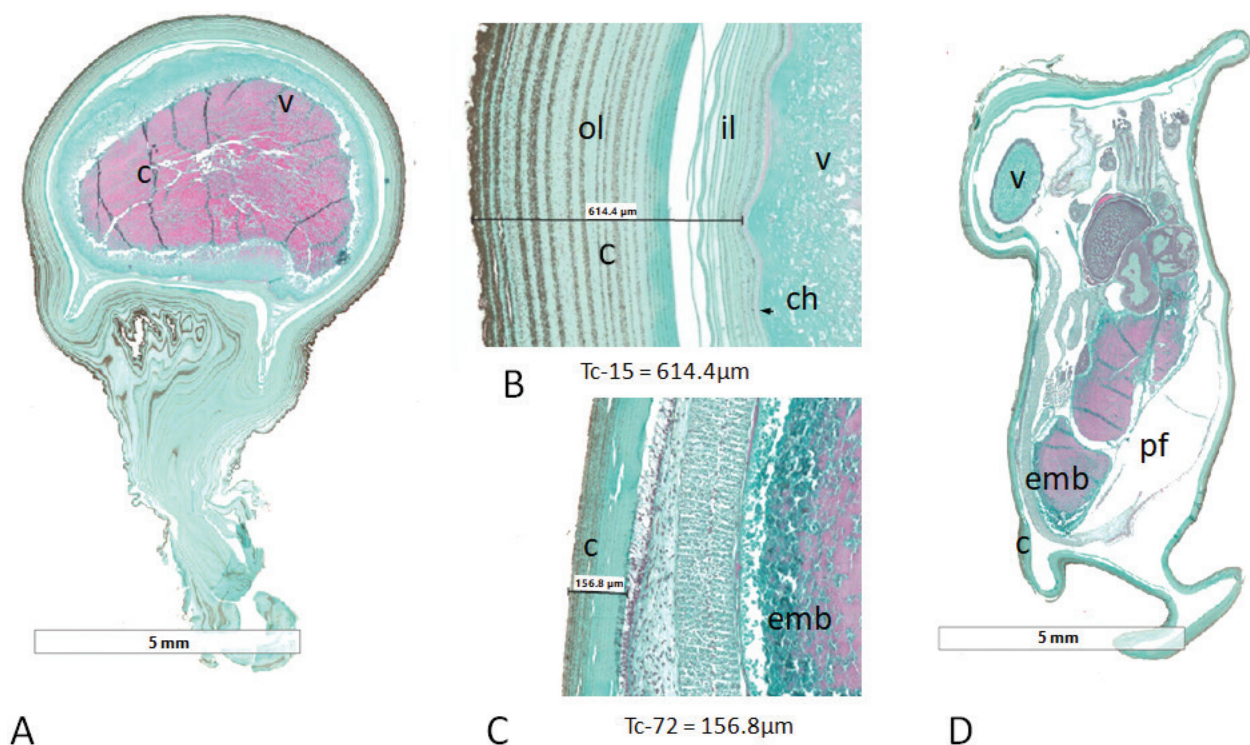 v
c
5 mm
A
ol
il
v
614.4 µm
c
ch
B
Tc-15 = 614.4µm
c
156.8 µm
emb
C
Tc-72 = 156.8µm
v
pf
emb
c
5 mm
D